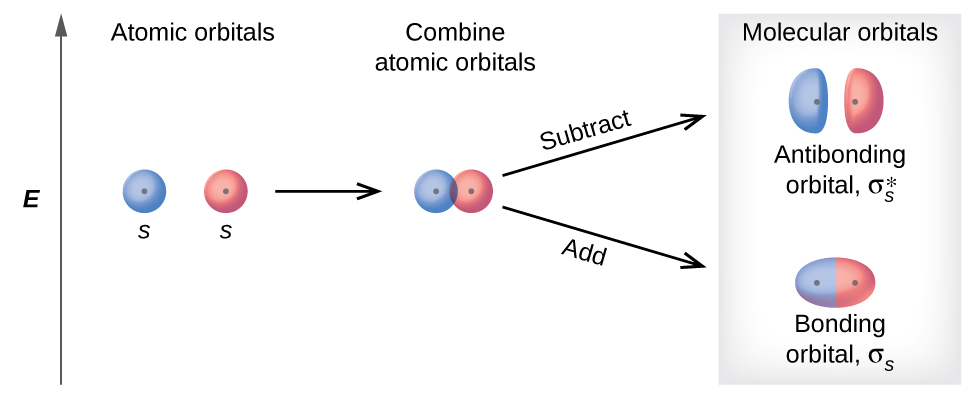 Atomic orbitals
Combine
atomic orbitals
Molecular orbitals
E
s
s
Subtract
Add
Antibonding
orbital, σs*
Bonding
orbital, σs